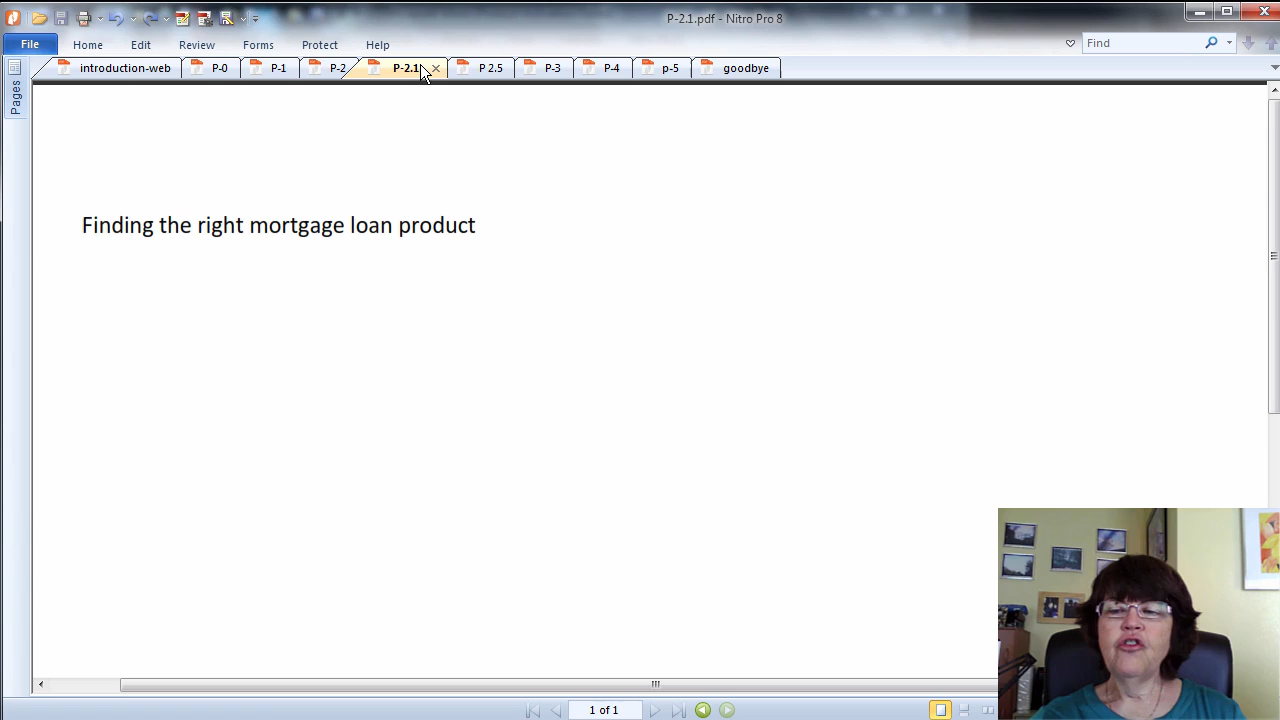 P-2.1.pdf - Nitro Pro 8
File Home Edit Review Forms Protect Help Find
introduction-web P-0 P-1 P-2 P-2.1 P 2.5 P-3 P-4 p-5 goodbye
Pages
Finding the right mortgage loan product
1 of 1